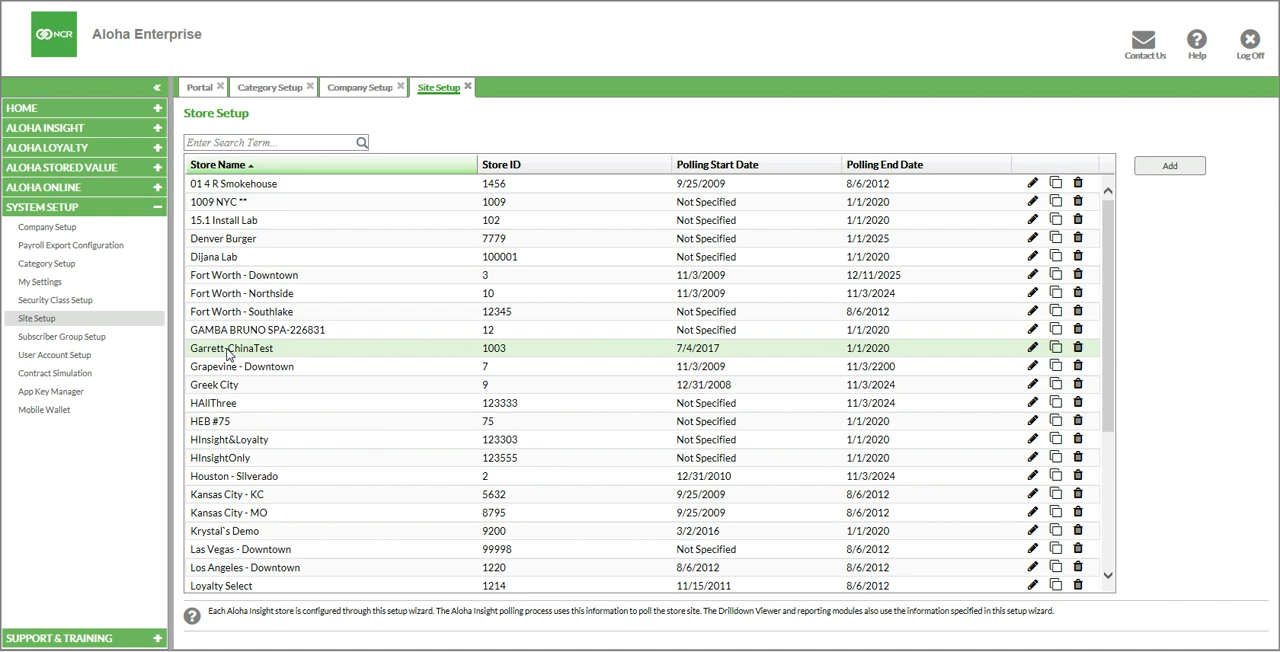 NCR
Aloha Enterprise
Contact Us
Help
Log Off
«
Portal
Category Setup
Company Setup
Site Setup
HOME
ALOHA INSIGHT
ALOHA LOYALTY
ALOHA STORED VALUE
ALOHA ONLINE
SYSTEM SETUP
Company Setup
Payroll Export Configuration
Category Setup
My Settings
Security Class Setup
Site Setup
Subscriber Group Setup
User Account Setup
Contract Simulation
App Key Manager
Mobile Wallet
SUPPORT & TRAINING
Store Setup
Enter Search Term...
Add
Store Name Store ID Polling Start Date Polling End Date
01 4 R Smokehouse 1456 9/25/2009 8/6/2012
1009 NYC ** 1009 Not Specified 1/1/2020
15.1 Install Lab 102 Not Specified 1/1/2020
Denver Burger 7779 Not Specified 1/1/2025
Dijana Lab 100001 Not Specified 1/1/2020
Fort Worth - Downtown 3 11/3/2009 12/11/2025
Fort Worth - Northside 10 11/3/2009 11/3/2024
Fort Worth - Southlake 12345 Not Specified 8/6/2012
GAMBA BRUNO SPA-226831 12 Not Specified 1/1/2020
Garrett-ChinaTest 1003 7/4/2017 1/1/2020
Grapevine - Downtown 7 11/3/2009 11/3/2200
Greek City 9 12/31/2008 11/3/2024
HAllThree 123333 Not Specified 11/3/2024
HEB #75 75 Not Specified 1/1/2020
HInsight&Loyalty 123303 Not Specified 1/1/2020
HInsightOnly 123555 Not Specified 1/1/2020
Houston - Silverado 2 12/31/2010 11/3/2024
Kansas City - KC 5632 9/25/2009 8/6/2012
Kansas City - MO 8795 9/25/2009 8/6/2012
Krystal`s Demo 9200 3/2/2016 1/1/2020
Las Vegas - Downtown 99998 Not Specified 8/6/2012
Los Angeles - Downtown 1220 8/6/2012 8/6/2012
Loyalty Select 1214 11/15/2011 8/6/2012
Each Aloha Insight store is configured through this setup wizard. The Aloha Insight polling process uses this information to poll the store site. The Drilldown Viewer and reporting modules also use the information specified in this setup wizard.